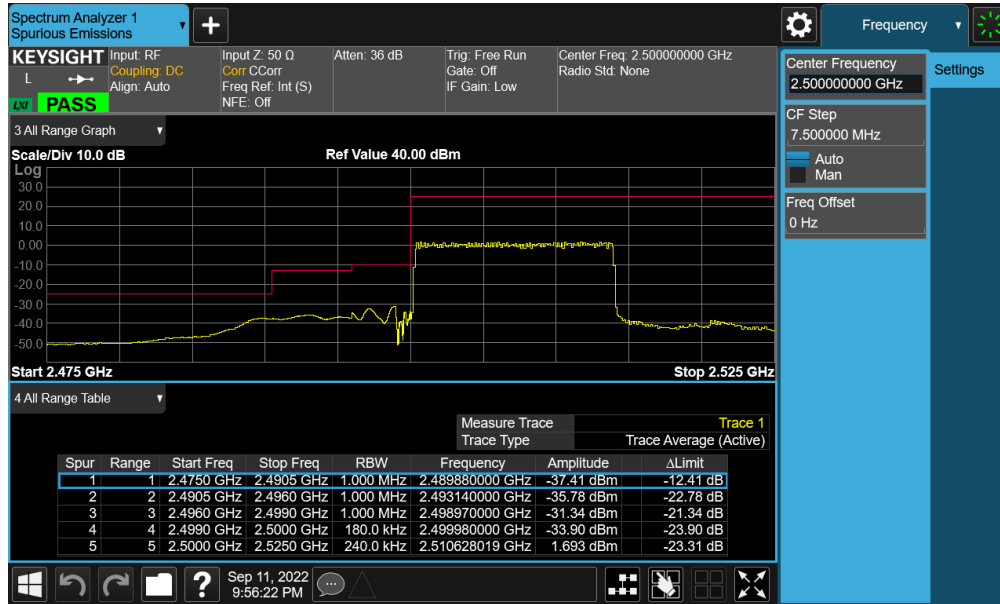 Spectrum Analyzer 1
Spurious Emissions
Frequency
KEYSIGHT
L
LXI
PASS
Input: RF
Coupling: DC
Align: Auto
Input Z: 50 Ω
Corr CCorr
Freq Ref: Int (S)
NFE: Off
Atten: 36 dB
Trig: Free Run
Gate: Off
IF Gain: Low
Center Freq: 2.500000000 GHz
Radio Std: None
Center Frequency
2.500000000 GHz
Settings
CF Step
7.500000 MHz
Auto
Man
Freq Offset
0 Hz
3 All Range Graph
Scale/Div 10.0 dB
Ref Value 40.00 dBm
Log
30.0
20.0
10.0
0.00
-10.0
-20.0
-30.0
-40.0
-50.0
Start 2.475 GHz
Stop 2.525 GHz
4 All Range Table
Measure Trace Trace 1
Trace Type Trace Average (Active)
Spur Range Start Freq Stop Freq RBW Frequency Amplitude ΔLimit
1 1 2.4750 GHz 2.4905 GHz 1.000 MHz 2.489880000 GHz -37.41 dBm -12.41 dB
2 2 2.4905 GHz 2.4960 GHz 1.000 MHz 2.493140000 GHz -35.78 dBm -22.78 dB
3 3 2.4960 GHz 2.4990 GHz 1.000 MHz 2.498970000 GHz -31.34 dBm -21.34 dB
4 4 2.4990 GHz 2.5000 GHz 180.0 kHz 2.499980000 GHz -33.90 dBm -23.90 dB
5 5 2.5000 GHz 2.5250 GHz 240.0 kHz 2.510628019 GHz 1.693 dBm -23.31 dB
?
Sep 11, 2022
9:56:22 PM